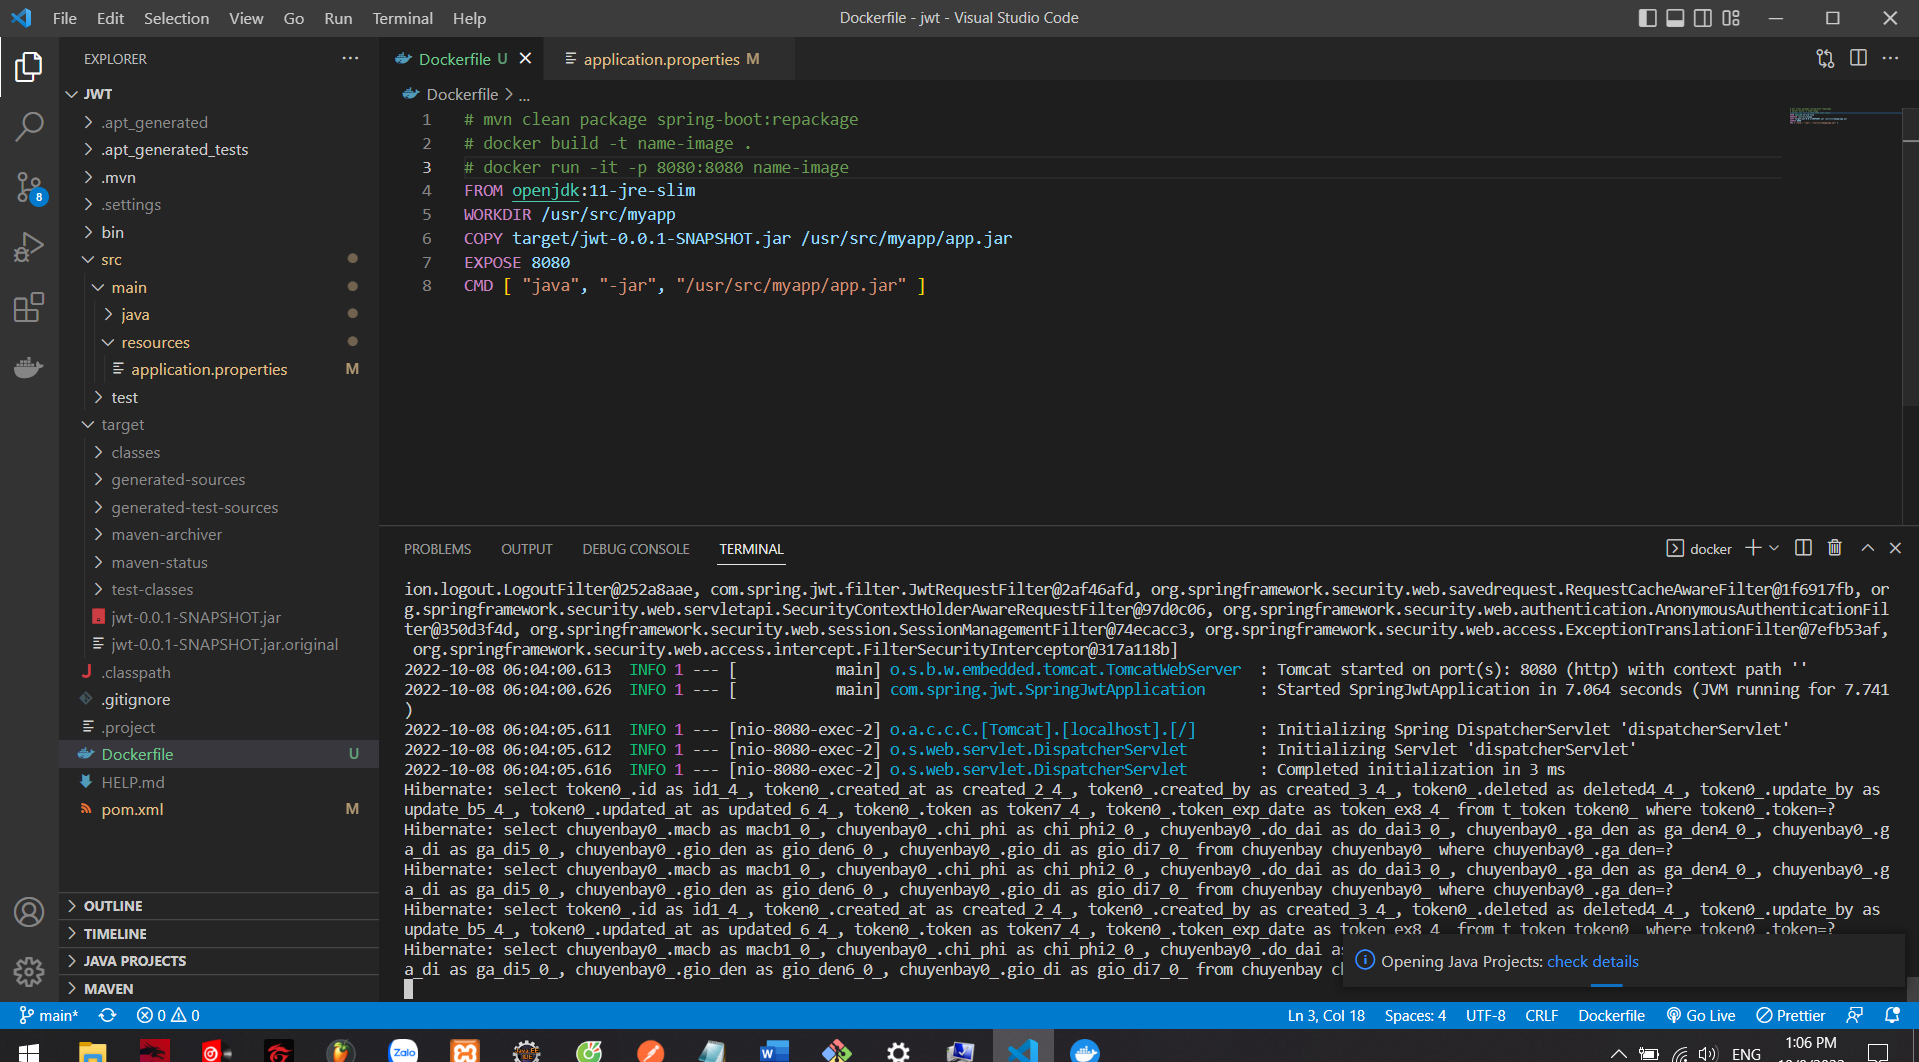 File Edit Selection View Go Run Terminal Help
Dockerfile - jwt - Visual Studio Code
EXPLORER
JWT
.apt_generated
.apt_generated_tests
.mvn
.settings
bin
src
main
java
resources
application.properties M
test
target
classes
generated-sources
generated-test-sources
maven-archiver
maven-status
test-classes
jwt-0.0.1-SNAPSHOT.jar
jwt-0.0.1-SNAPSHOT.jar.original
.classpath
.gitignore
.project
Dockerfile U
HELP.md
pom.xml M
OUTLINE
TIMELINE
JAVA PROJECTS
MAVEN
8
Dockerfile U
application.properties M
Dockerfile > ...
1 # mvn clean package spring-boot:repackage
2 # docker build -t name-image .
3 # docker run -it -p 8080:8080 name-image
4 FROM openjdk:11-jre-slim
5 WORKDIR /usr/src/myapp
6 COPY target/jwt-0.0.1-SNAPSHOT.jar /usr/src/myapp/app.jar
7 EXPOSE 8080
8 CMD [ "java", "-jar", "/usr/src/myapp/app.jar" ]
PROBLEMS OUTPUT DEBUG CONSOLE TERMINAL
docker
ion.logout.LogoutFilter@252a8aae, com.spring.jwt.filter.JwtRequestFilter@2af46afd, org.springframework.security.web.savedrequest.RequestCacheAwareFilter@1f6917fb, or
g.springframework.security.web.servletapi.SecurityContextHolderAwareRequestFilter@97d0c06, org.springframework.security.web.authentication.AnonymousAuthenticationFil
ter@350d3f4d, org.springframework.security.web.session.SessionManagementFilter@74ecacc3, org.springframework.security.web.access.ExceptionTranslationFilter@7efb53af,
org.springframework.security.web.access.intercept.FilterSecurityInterceptor@317a118b]
2022-10-08 06:04:00.613 INFO 1 --- [ main] o.s.b.w.embedded.tomcat.TomcatWebServer : Tomcat started on port(s): 8080 (http) with context path ''
2022-10-08 06:04:00.626 INFO 1 --- [ main] com.spring.jwt.SpringJwtApplication : Started SpringJwtApplication in 7.064 seconds (JVM running for 7.741
)
2022-10-08 06:04:05.611 INFO 1 --- [nio-8080-exec-2] o.a.c.c.C.[Tomcat].[localhost].[/] : Initializing Spring DispatcherServlet 'dispatcherServlet'
2022-10-08 06:04:05.612 INFO 1 --- [nio-8080-exec-2] o.s.web.servlet.DispatcherServlet : Initializing Servlet 'dispatcherServlet'
2022-10-08 06:04:05.616 INFO 1 --- [nio-8080-exec-2] o.s.web.servlet.DispatcherServlet : Completed initialization in 3 ms
Hibernate: select token0_.id as id1_4_, token0_.created_at as created_2_4_, token0_.created_by as created_3_4_, token0_.deleted as deleted4_4_, token0_.update_by as
update_b5_4_, token0_.updated_at as updated_6_4_, token0_.token as token7_4_, token0_.token_exp_date as token_ex8_4_ from t_token token0_ where token0_.token=?
Hibernate: select chuyenbay0_.macb as macb1_0_, chuyenbay0_.chi_phi as chi_phi2_0_, chuyenbay0_.do_dai as do_dai3_0_, chuyenbay0_.ga_den as ga_den4_0_, chuyenbay0_.g
a_di as ga_di5_0_, chuyenbay0_.gio_den as gio_den6_0_, chuyenbay0_.gio_di as gio_di7_0_ from chuyenbay chuyenbay0_ where chuyenbay0_.ga_den=?
Hibernate: select chuyenbay0_.macb as macb1_0_, chuyenbay0_.chi_phi as chi_phi2_0_, chuyenbay0_.do_dai as do_dai3_0_, chuyenbay0_.ga_den as ga_den4_0_, chuyenbay0_.g
a_di as ga_di5_0_, chuyenbay0_.gio_den as gio_den6_0_, chuyenbay0_.gio_di as gio_di7_0_ from chuyenbay chuyenbay0_ where chuyenbay0_.ga_den=?
Hibernate: select token0_.id as id1_4_, token0_.created_at as created_2_4_, token0_.created_by as created_3_4_, token0_.deleted as deleted4_4_, token0_.update_by as
update_b5_4_, token0_.updated_at as updated_6_4_, token0_.token as token7_4_, token0_.token_exp_date as token_ex8_4_ from t_token token0_ where token0_.token=?
Hibernate: select chuyenbay0_.macb as macb1_0_, chuyenbay0_.chi_phi as chi_phi2_0_, chuyenbay0_.do_dai as
a_di as ga_di5_0_, chuyenbay0_.gio_den as gio_den6_0_, chuyenbay0_.gio_di as gio_di7_0_ from chuyenbay
Opening Java Projects: check details
main* 0 0
Ln 3, Col 18 Spaces: 4 UTF-8 CRLF Dockerfile Go Live Prettier
Zalo
ENG
1:06 PM